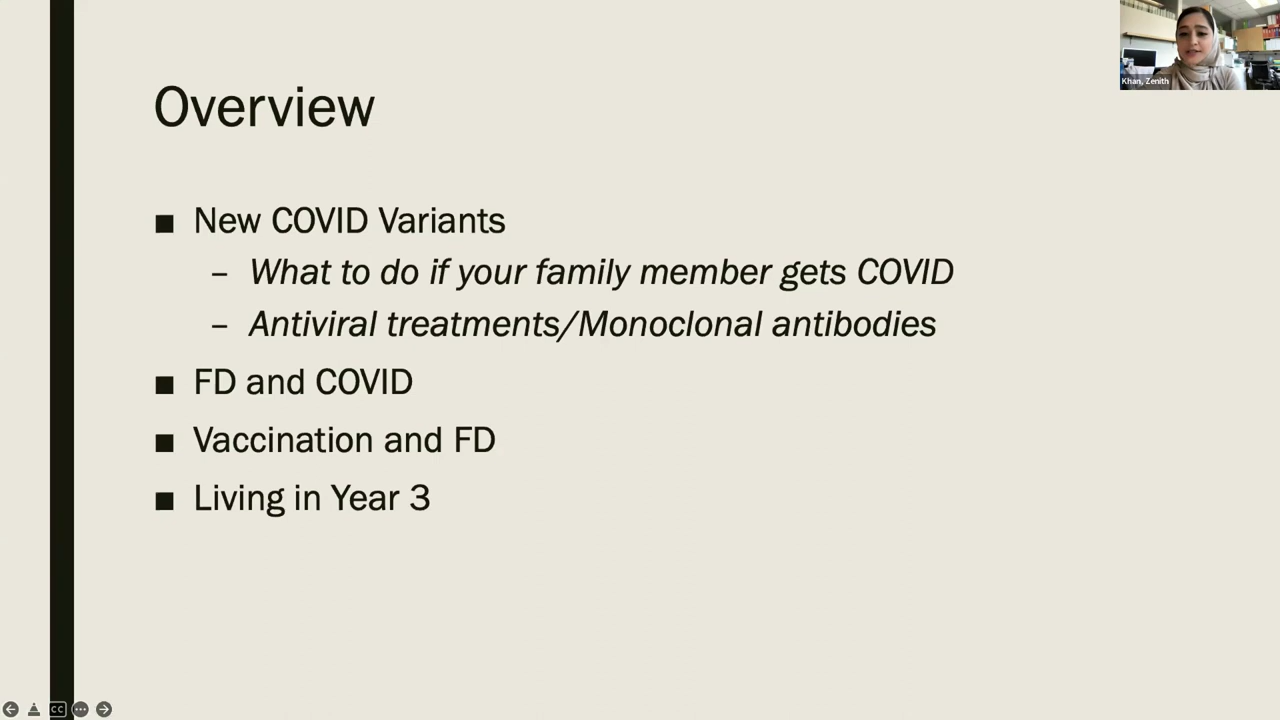 Khan, Zenith
Overview
■ New COVID Variants
– What to do if your family member gets COVID
– Antiviral treatments/Monoclonal antibodies
■ FD and COVID
■ Vaccination and FD
■ Living in Year 3
CC